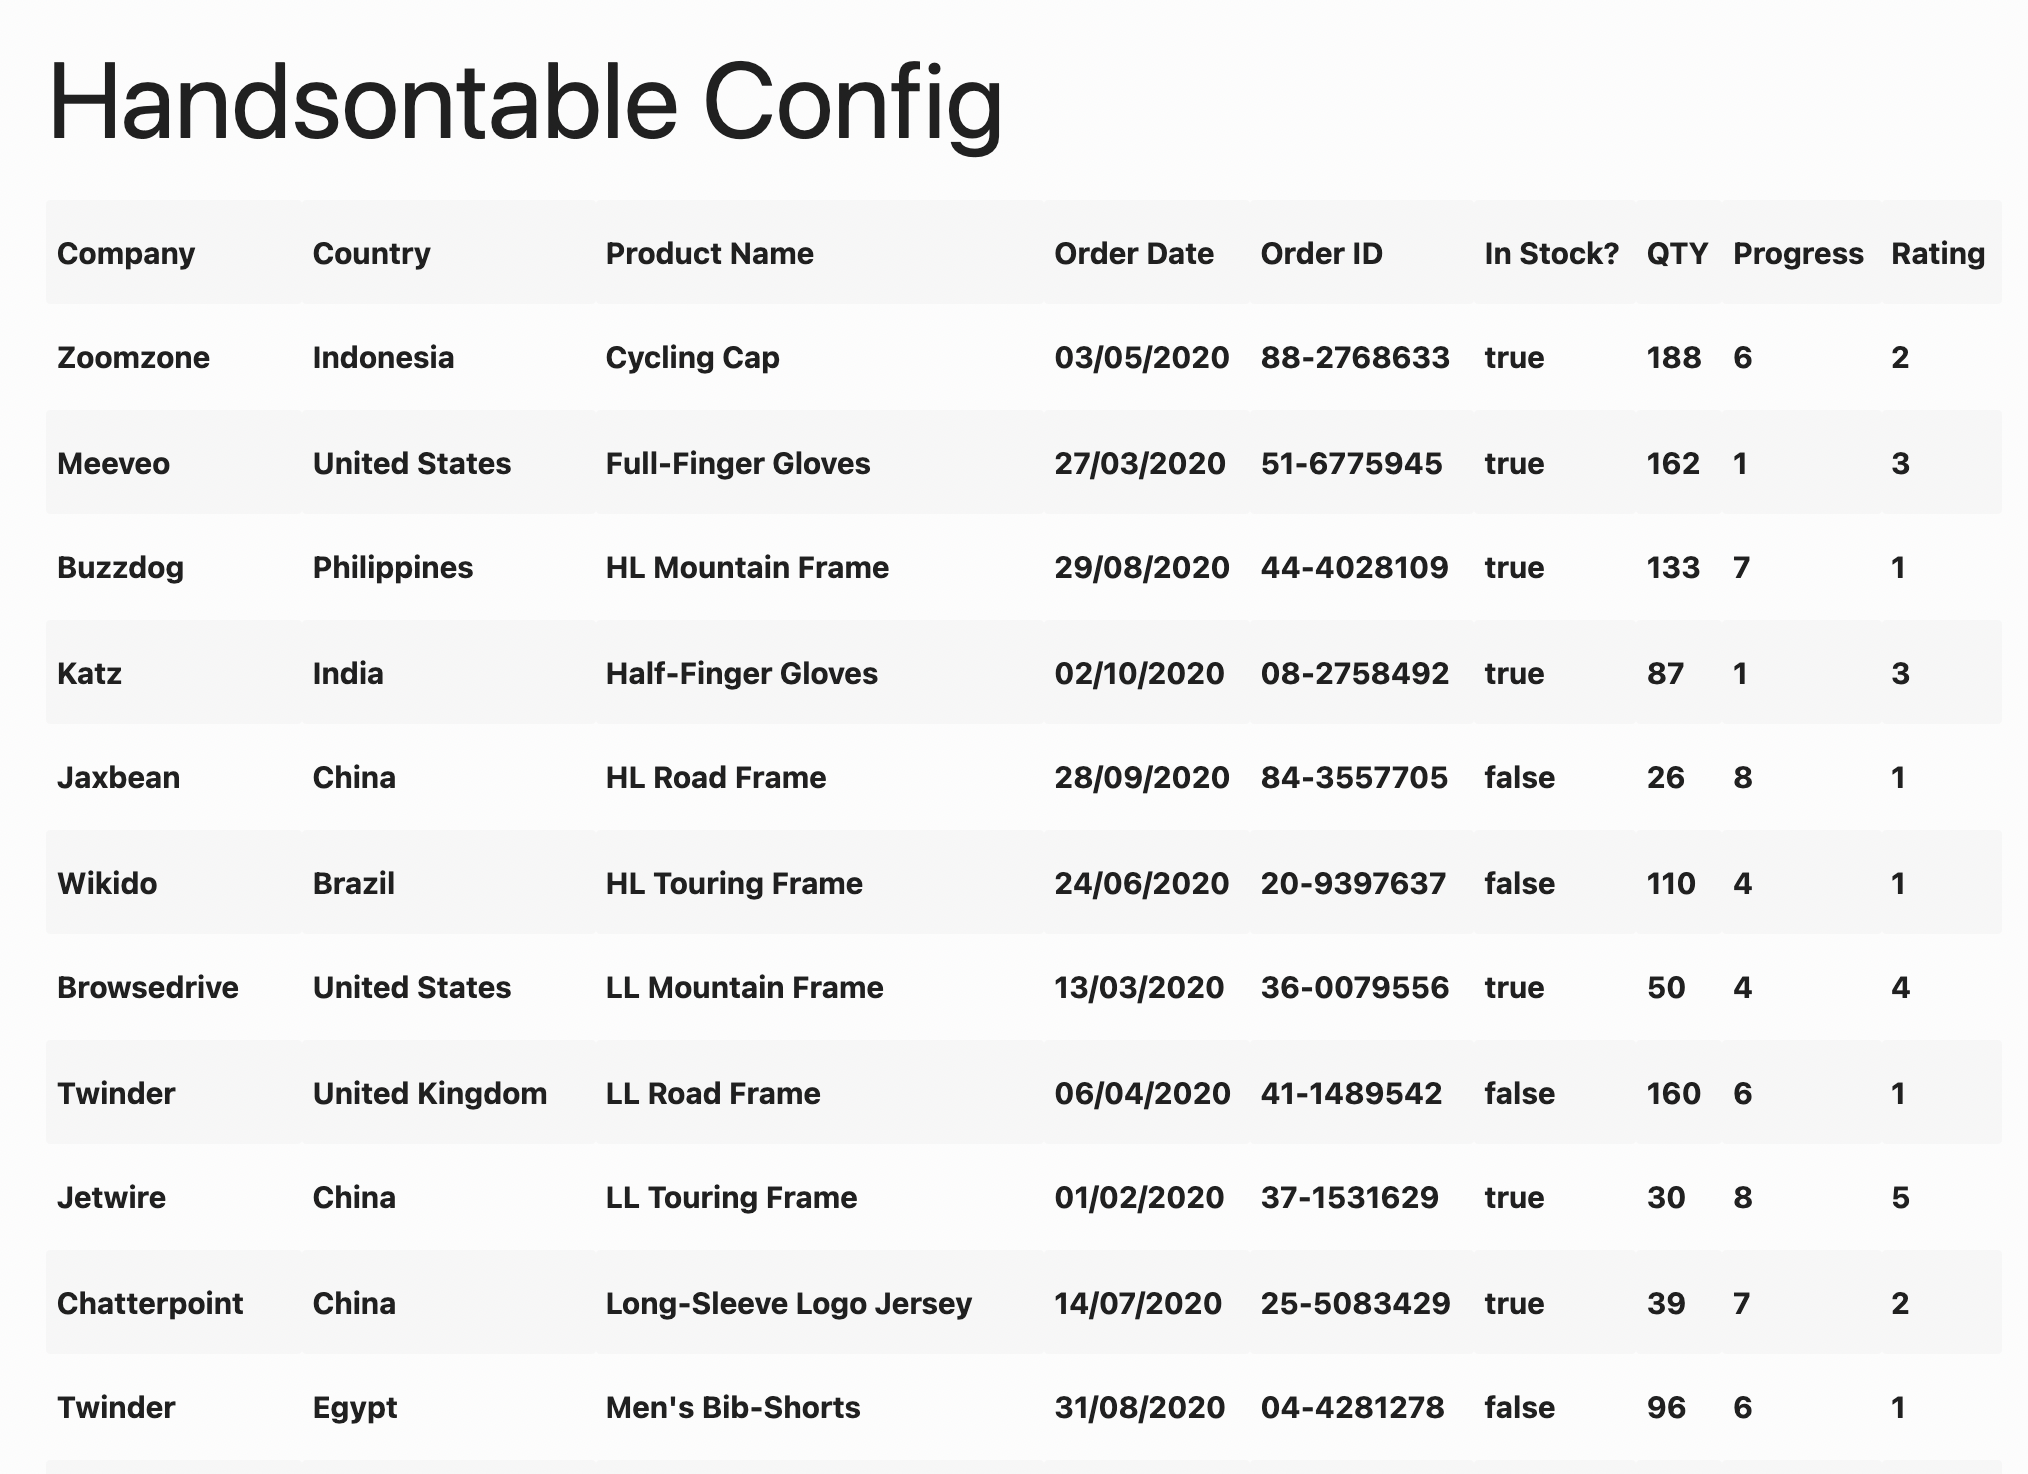 Handsontable Config
Company Country Product Name Order Date Order ID In Stock? QTY Progress Rating
Zoomzone Indonesia Cycling Cap 03/05/2020 88-2768633 true 188 6 2
Meeveo United States Full-Finger Gloves 27/03/2020 51-6775945 true 162 1 3
Buzzdog Philippines HL Mountain Frame 29/08/2020 44-4028109 true 133 7 1
Katz India Half-Finger Gloves 02/10/2020 08-2758492 true 87 1 3
Jaxbean China HL Road Frame 28/09/2020 84-3557705 false 26 8 1
Wikido Brazil HL Touring Frame 24/06/2020 20-9397637 false 110 4 1
Browsedrive United States LL Mountain Frame 13/03/2020 36-0079556 true 50 4 4
Twinder United Kingdom LL Road Frame 06/04/2020 41-1489542 false 160 6 1
Jetwire China LL Touring Frame 01/02/2020 37-1531629 true 30 8 5
Chatterpoint China Long-Sleeve Logo Jersey 14/07/2020 25-5083429 true 39 7 2
Twinder Egypt Men's Bib-Shorts 31/08/2020 04-4281278 false 96 6 1